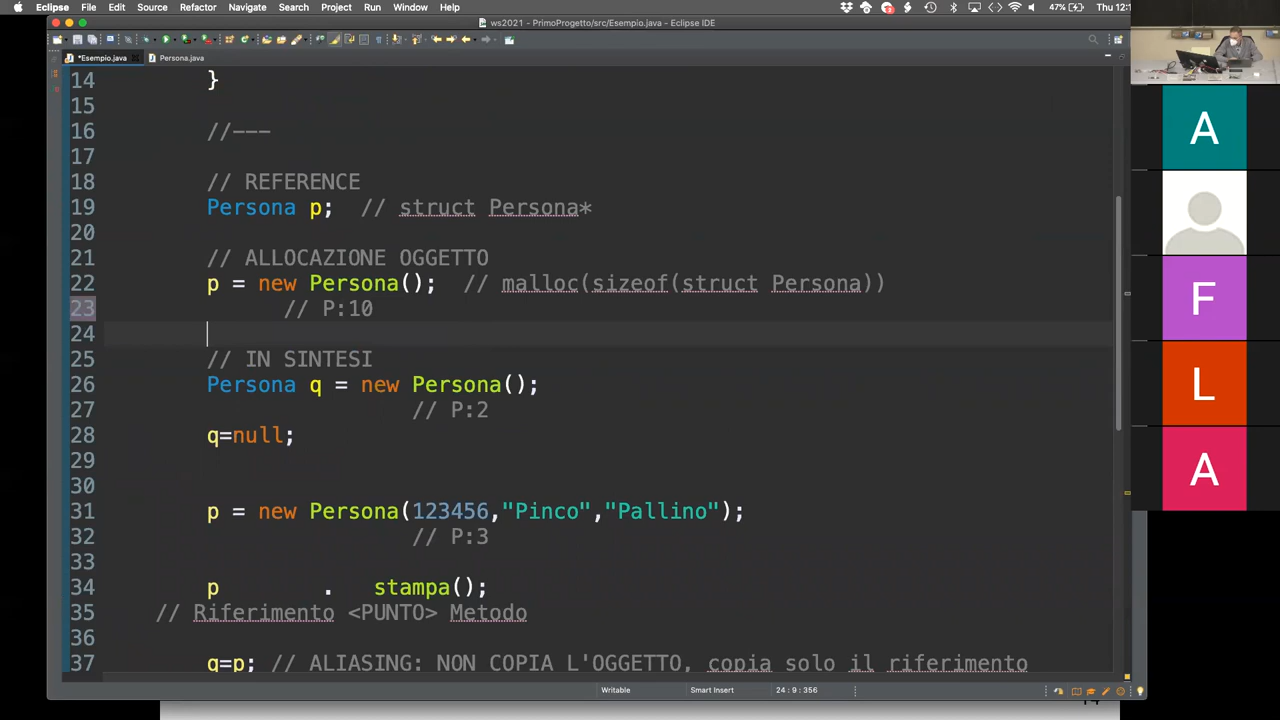 Eclipse File Edit Source Refactor Navigate Search Project Run Window Help 47% Thu 12:1
ws2021 - PrimoProgetto/src/Esempio.java - Eclipse IDE
*Esempio.java Persona.java
14 }
15
16 //---
17
18 // REFERENCE
19 Persona p; // struct Persona*
20
21 // ALLOCAZIONE OGGETTO
22 p = new Persona(); // malloc(sizeof(struct Persona))
23 // P:10
24
25 // IN SINTESI
26 Persona q = new Persona();
27 // P:2
28 q=null;
29
30
31 p = new Persona(123456,"Pinco","Pallino");
32 // P:3
33
34 p . stampa();
35 // Riferimento <PUNTO> Metodo
36
37 q=p; // ALIASING: NON COPIA L'OGGETTO, copia solo il riferimento
Writable Smart Insert 24 : 9 : 356
A
F
L
A